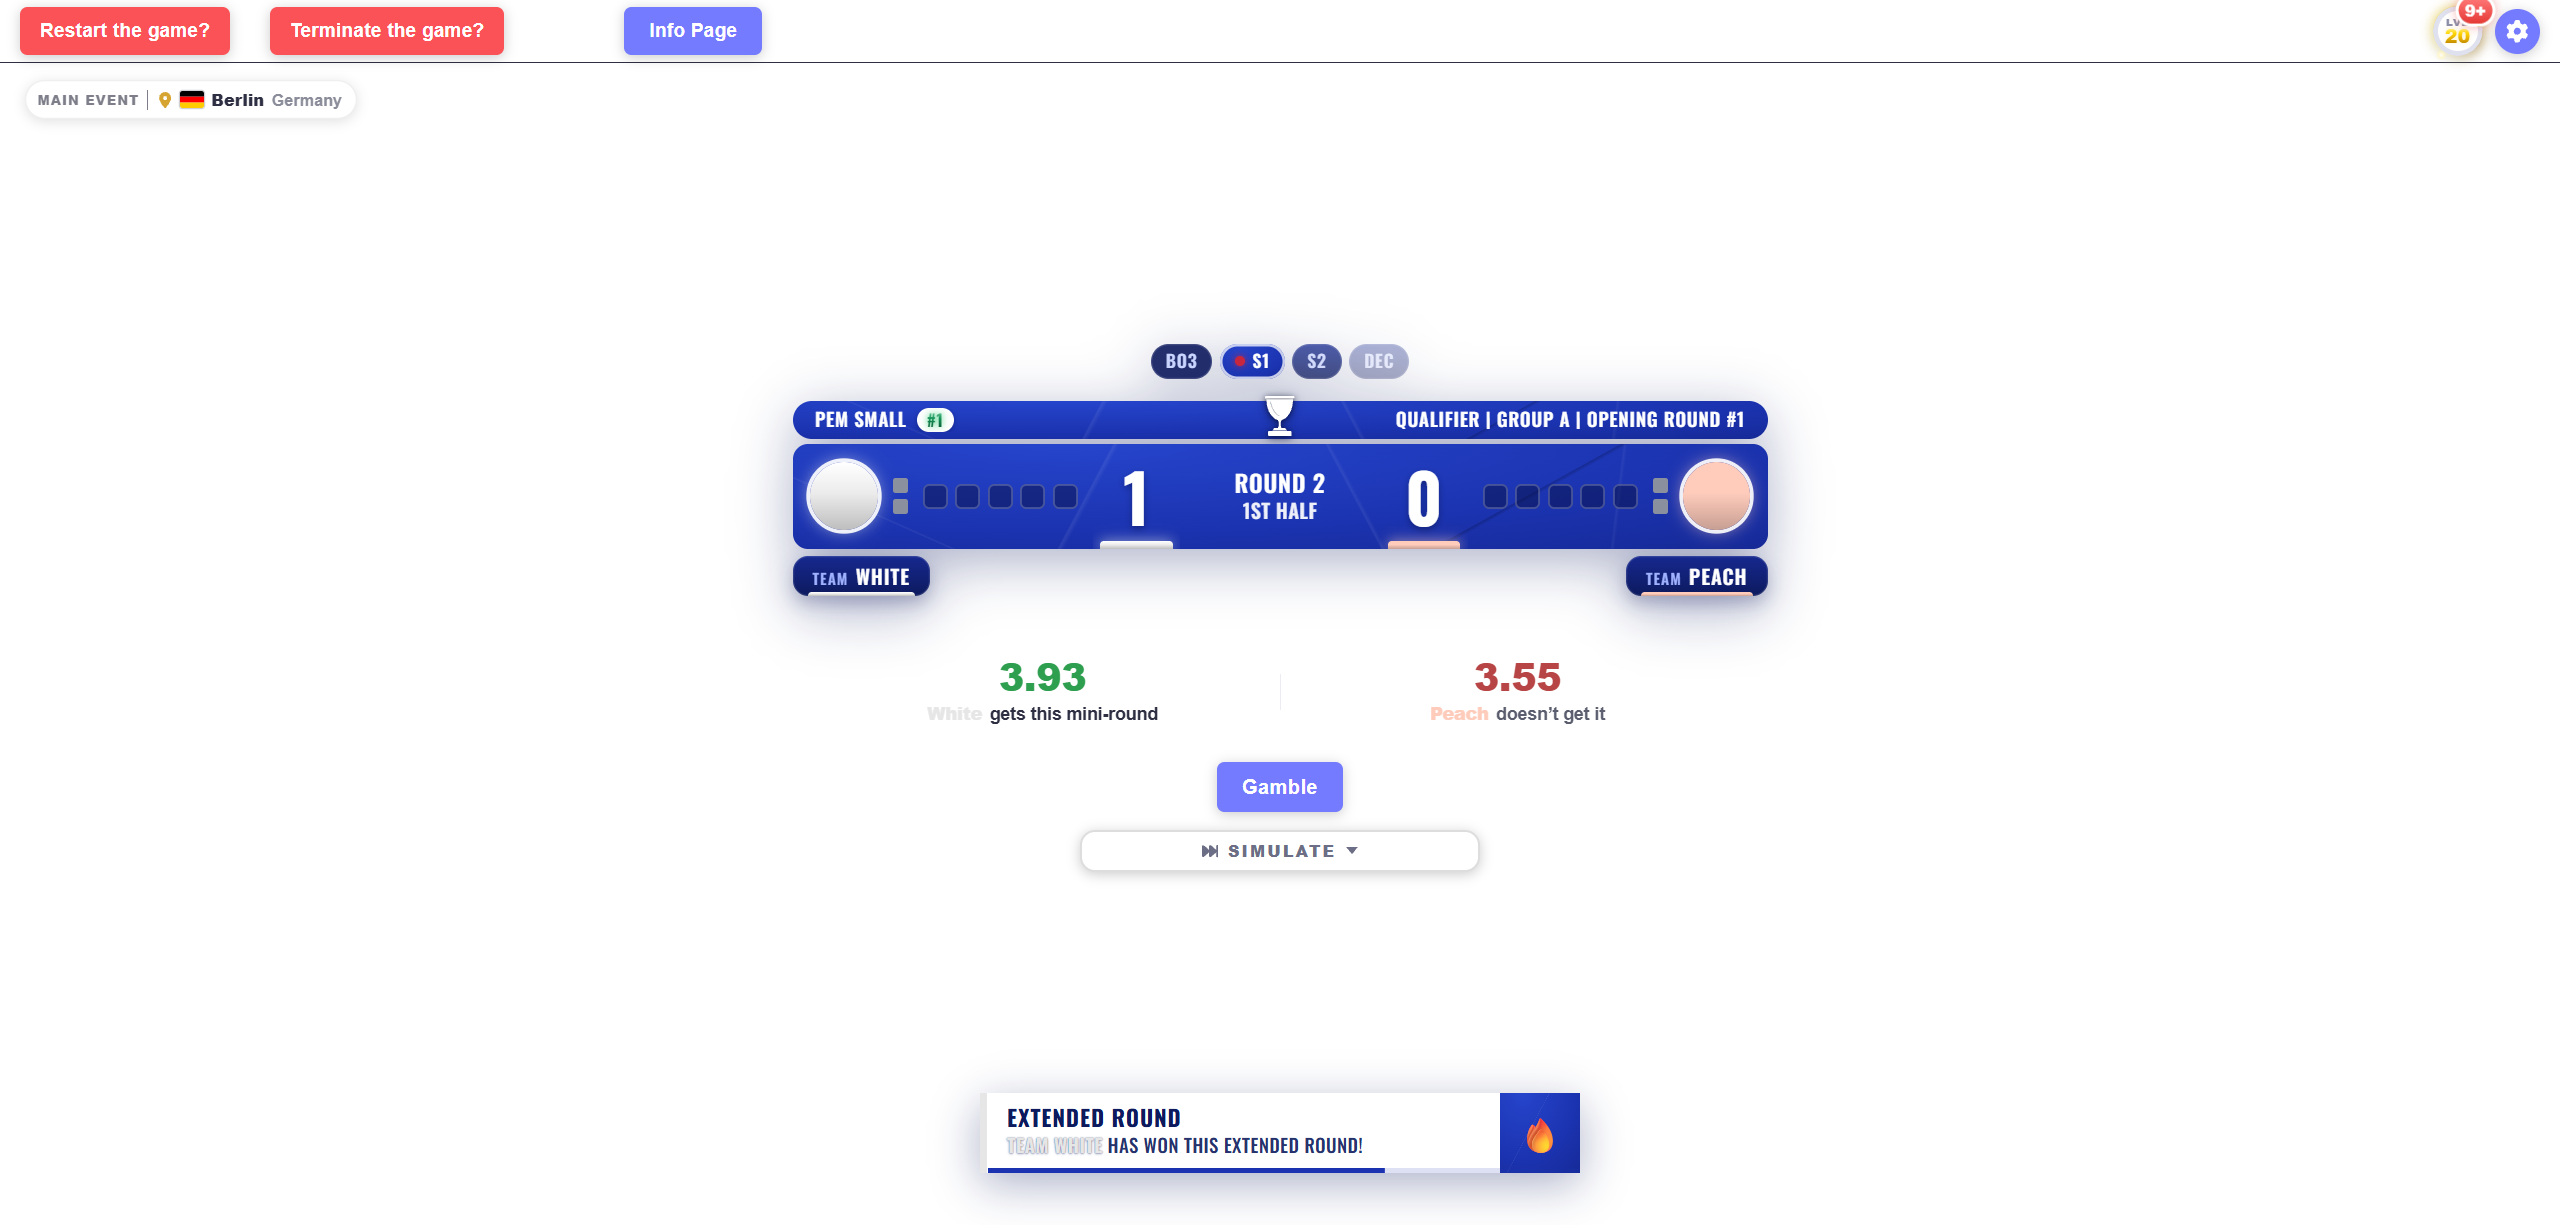 Restart the game?
Terminate the game?
Info Page
9+
20
MAIN EVENT
Berlin Germany
BO3
S1
S2
DEC
PEM SMALL #1
QUALIFIER | GROUP A | OPENING ROUND #1
1
ROUND 2
1ST HALF
0
TEAM WHITE
TEAM PEACH
3.93
White gets this mini-round
3.55
Peach doesn’t get it
Gamble
SIMULATE
EXTENDED ROUND
TEAM WHITE HAS WON THIS EXTENDED ROUND!